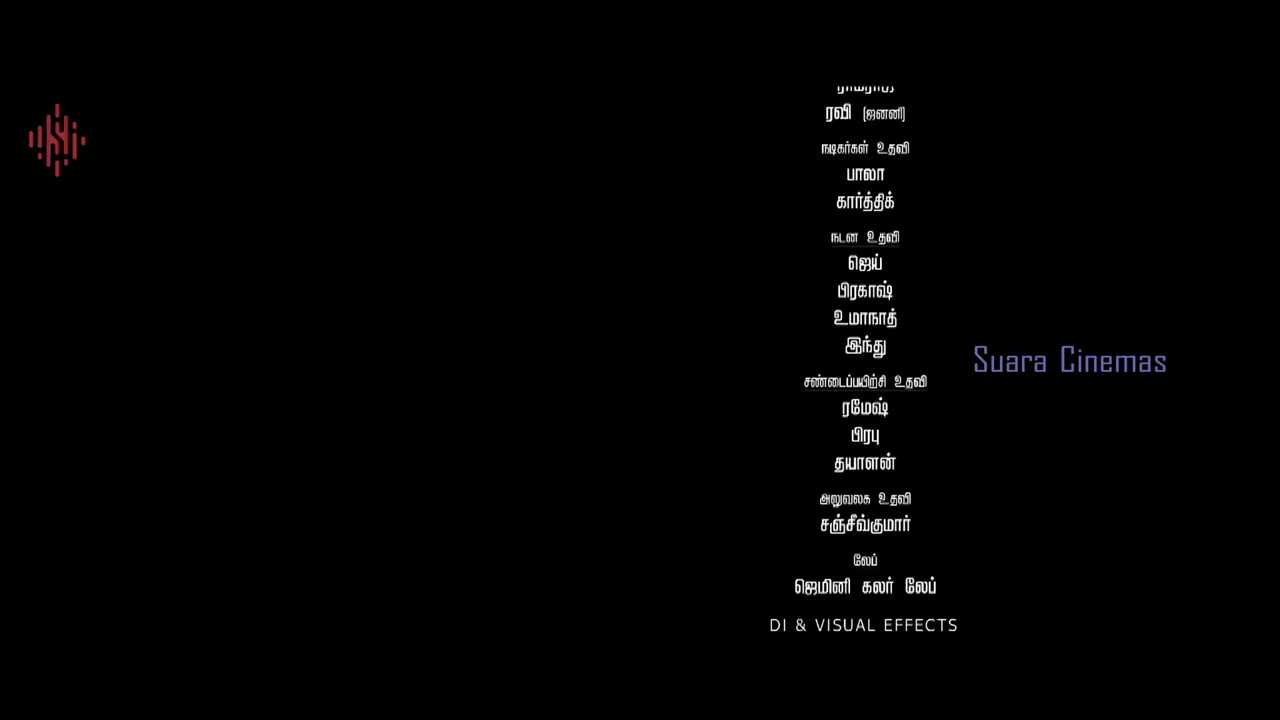 ரவி (ஜனனி)
நடிகர்கள் உதவி
பாலா
கார்த்திக்
நடன உதவி
ஜெய்
பிரகாஷ்
உமாநாத்
இந்து
Suara Cinemas
சண்டைப்பயிற்சி உதவி
ரமேஷ்
பிரபு
தயாளன்
அலுவலக உதவி
சஞ்சீவ்குமார்
லேப்
ஜெமினி கலர் லேப்
DI & VISUAL EFFECTS